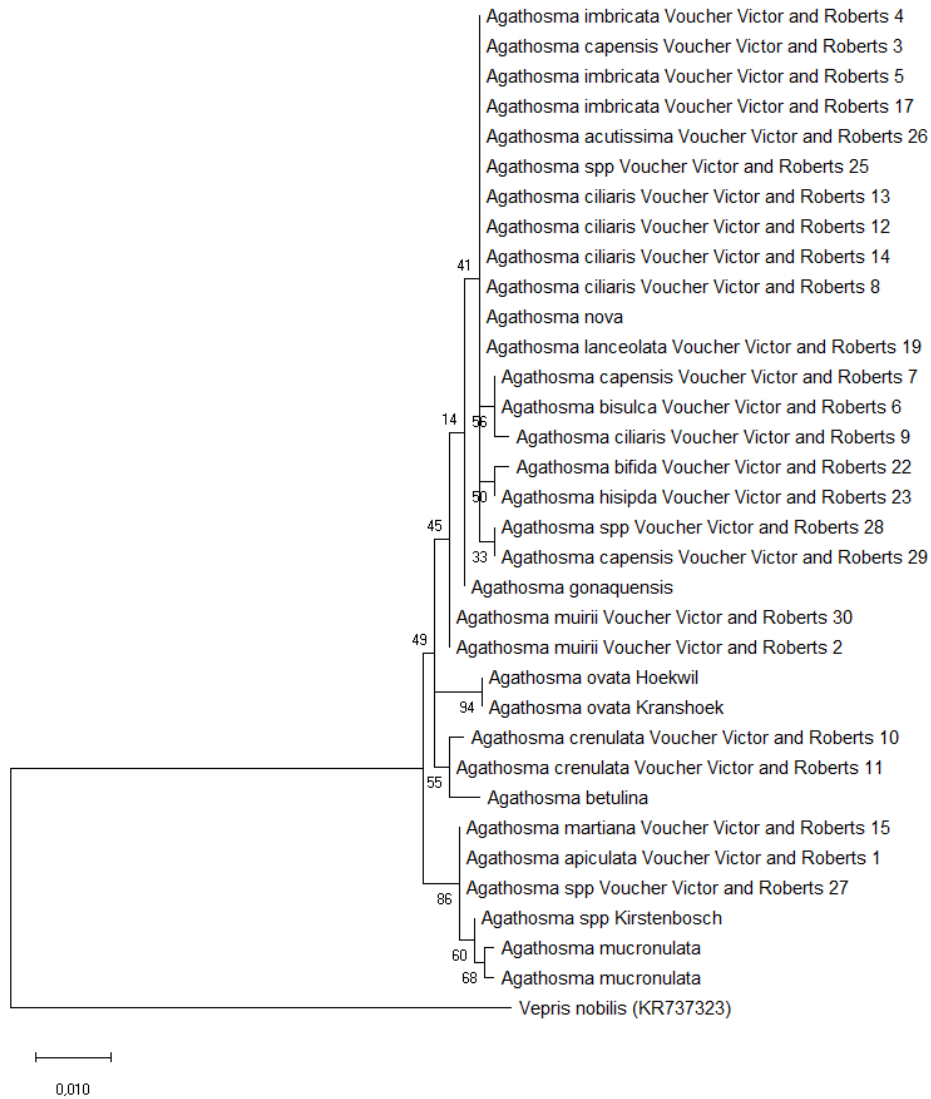 Agathosma imbricata Voucher Victor and Roberts 4
Agathosma capensis Voucher Victor and Roberts 3
Agathosma imbricata Voucher Victor and Roberts 5
Agathosma imbricata Voucher Victor and Roberts 17
Agathosma acutissima Voucher Victor and Roberts 26
Agathosma spp Voucher Victor and Roberts 25
Agathosma ciliaris Voucher Victor and Roberts 13
Agathosma ciliaris Voucher Victor and Roberts 12
Agathosma ciliaris Voucher Victor and Roberts 14
41
Agathosma ciliaris Voucher Victor and Roberts 8
Agathosma nova
Agathosma lanceolata Voucher Victor and Roberts 19
Agathosma capensis Voucher Victor and Roberts 7
Agathosma bisulca Voucher Victor and Roberts 6
14
56
Agathosma ciliaris Voucher Victor and Roberts 9
Agathosma bifida Voucher Victor and Roberts 22
50
Agathosma hisipda Voucher Victor and Roberts 23
45
Agathosma spp Voucher Victor and Roberts 28
33
Agathosma capensis Voucher Victor and Roberts 29
Agathosma gonaquensis
Agathosma muirii Voucher Victor and Roberts 30
49
Agathosma muirii Voucher Victor and Roberts 2
Agathosma ovata Hoekwil
94
Agathosma ovata Kranshoek
Agathosma crenulata Voucher Victor and Roberts 10
Agathosma crenulata Voucher Victor and Roberts 11
55
Agathosma betulina
Agathosma martiana Voucher Victor and Roberts 15
Agathosma apiculata Voucher Victor and Roberts 1
Agathosma spp Voucher Victor and Roberts 27
86
Agathosma spp Kirstenbosch
Agathosma mucronulata
60
68
Agathosma mucronulata
Vepris nobilis (KR737323)
0,010